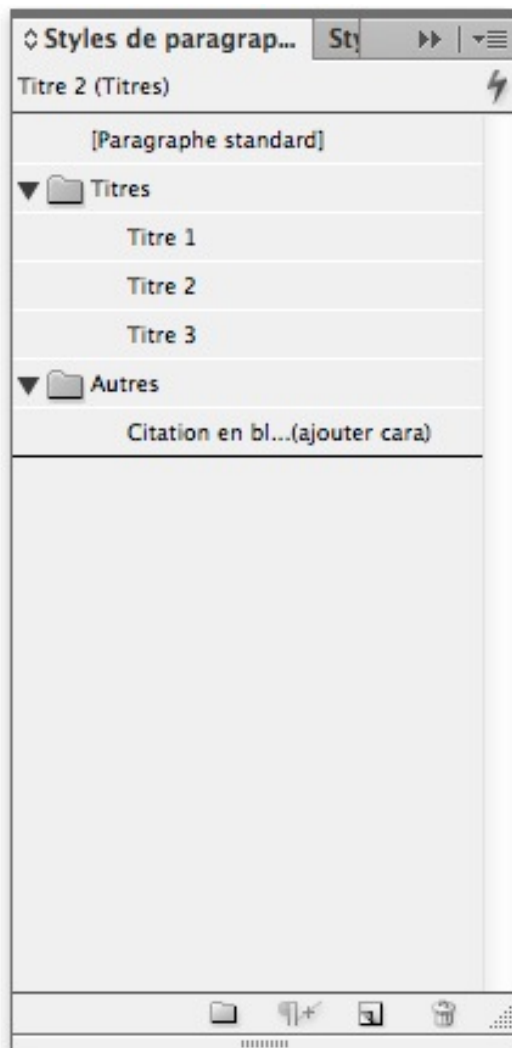 Styles de paragrap... Sty
Titre 2 (Titres)
[Paragraphe standard]
Titres
Titre 1
Titre 2
Titre 3
Autres
Citation en bl...(ajouter cara)